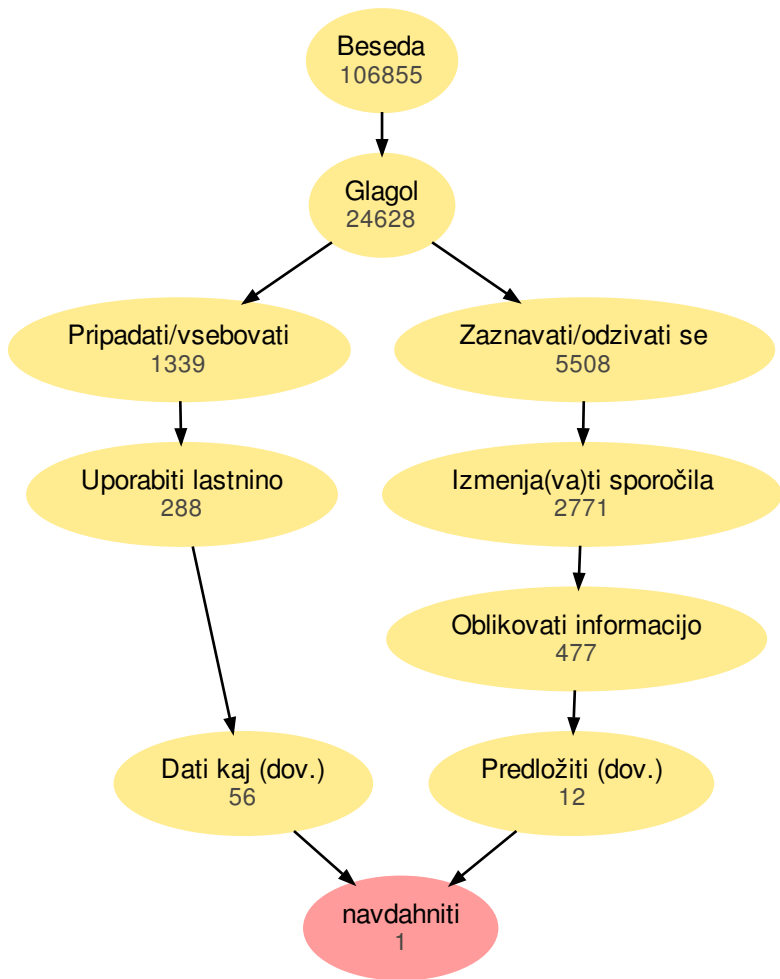 Beseda
106855
Glagol
24628
Pripadati/vsebovati
1339
Zaznavati/odzivati se
5508
Uporabiti lastnino
288
Izmenja(va)ti sporočila
2771
Oblikovati informacijo
477
Dati kaj (dov.)
56
Predložiti (dov.)
12
navdahniti
1